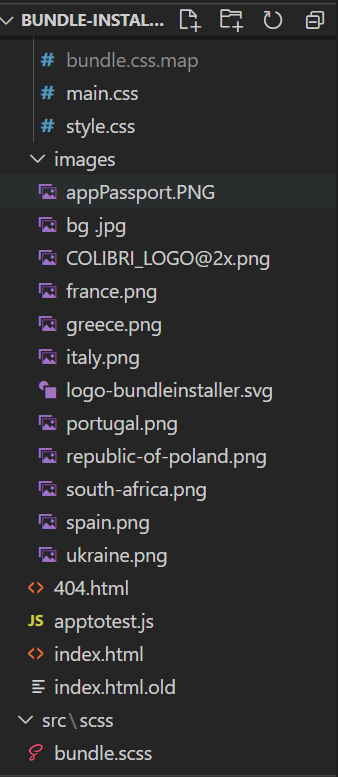 BUNDLE-INSTAL...
bundle.css.map
main.css
style.css
images
appPassport.PNG
bg .jpg
COLIBRI_LOGO@2x.png
france.png
greece.png
italy.png
logo-bundleinstaller.svg
portugal.png
republic-of-poland.png
south-africa.png
spain.png
ukraine.png
404.html
JS apptotest.js
index.html
index.html.old
src\scss
bundle.scss